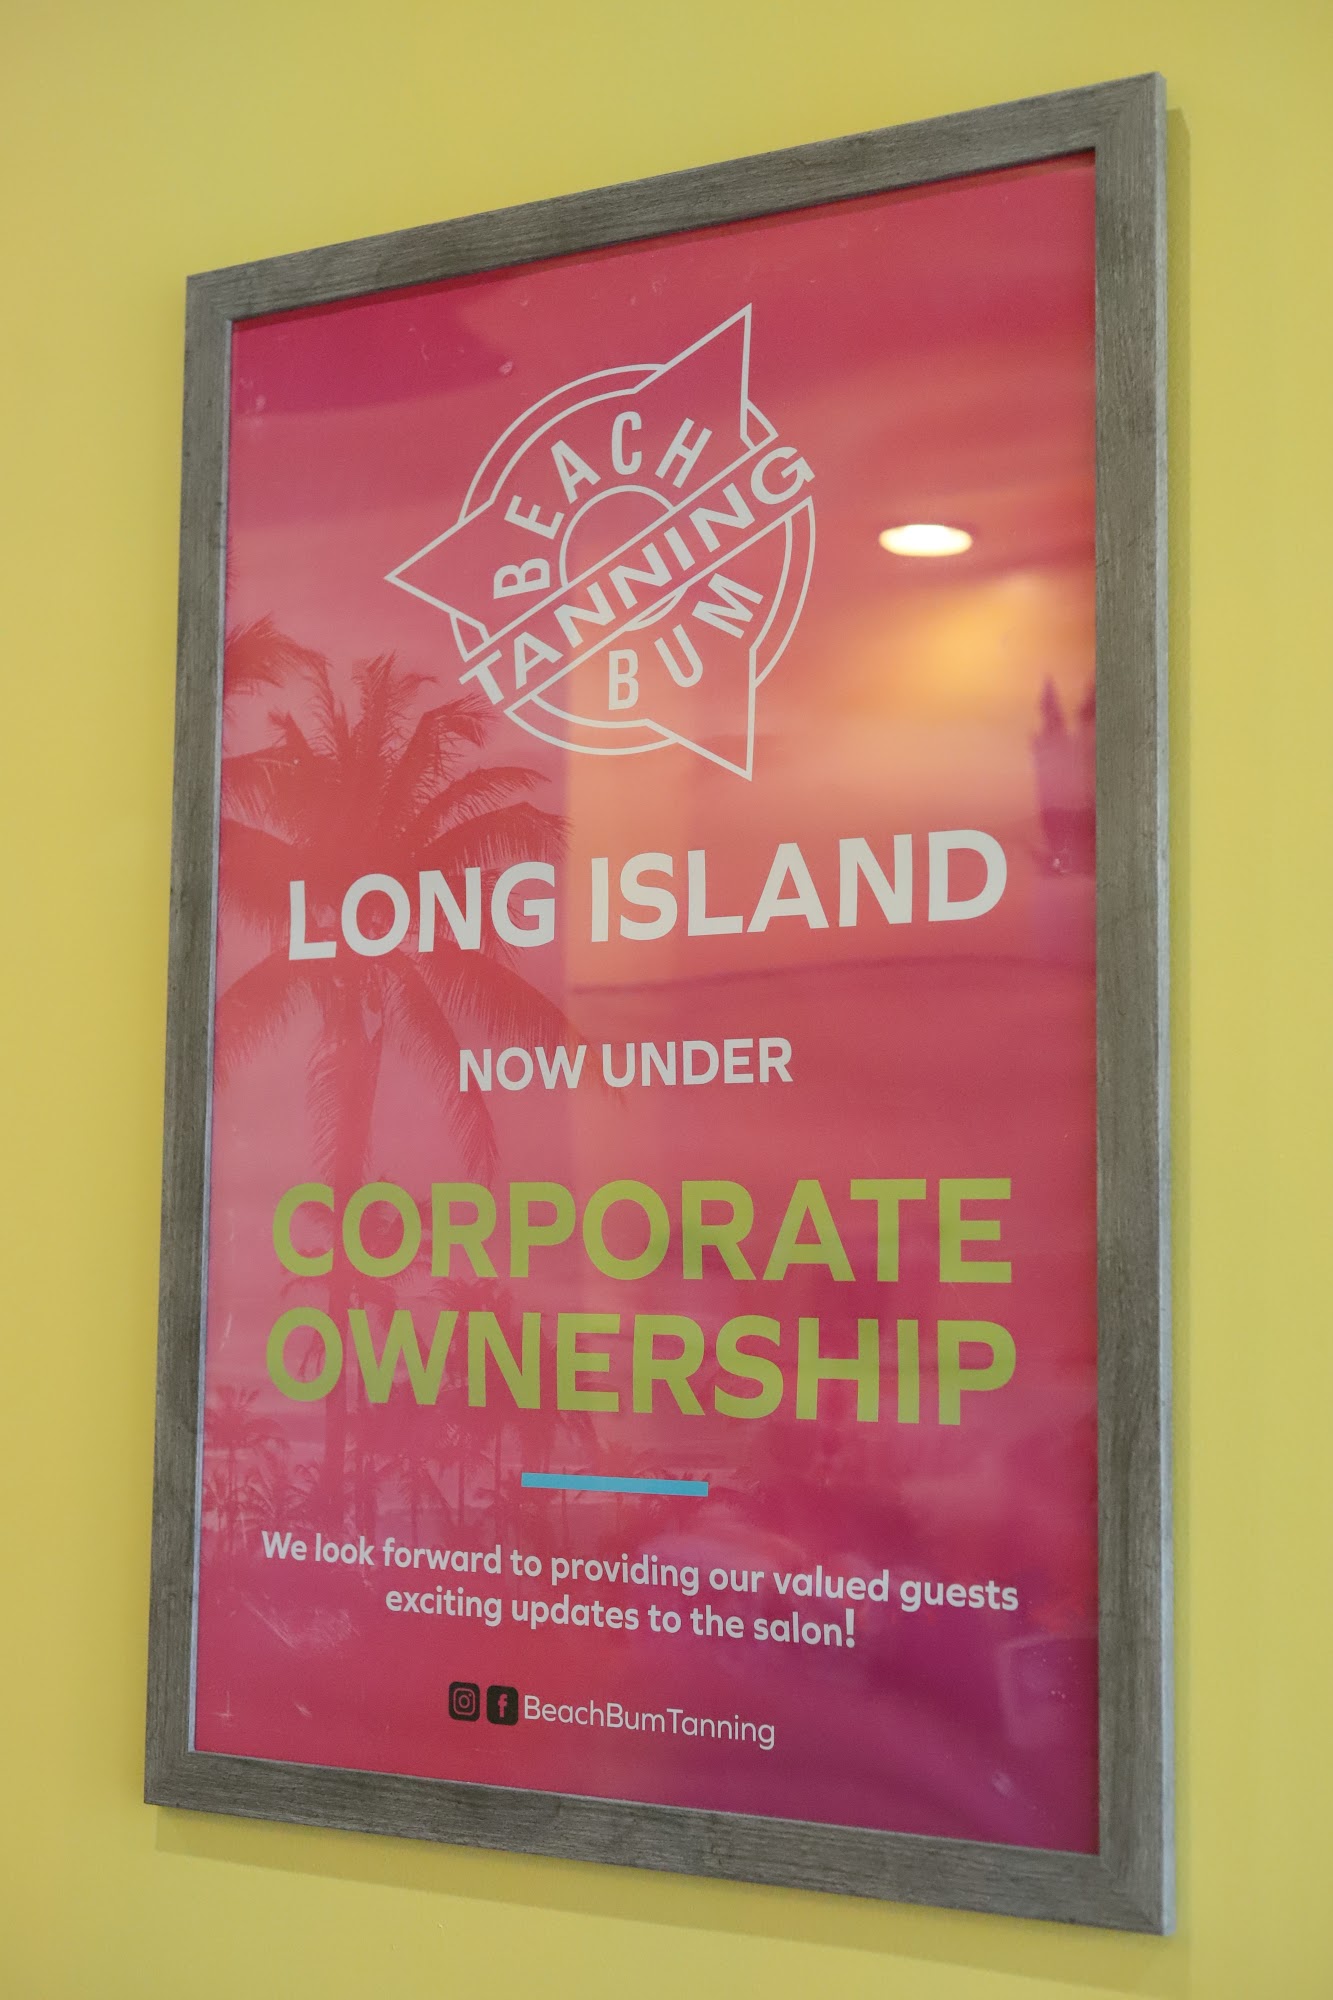 BEACH
TANNING
BUM
LONG ISLAND
NOW UNDER
CORPORATE
OWNERSHIP
We look forward to providing our valued guests
exciting updates to the salon!
BeachBumTanning